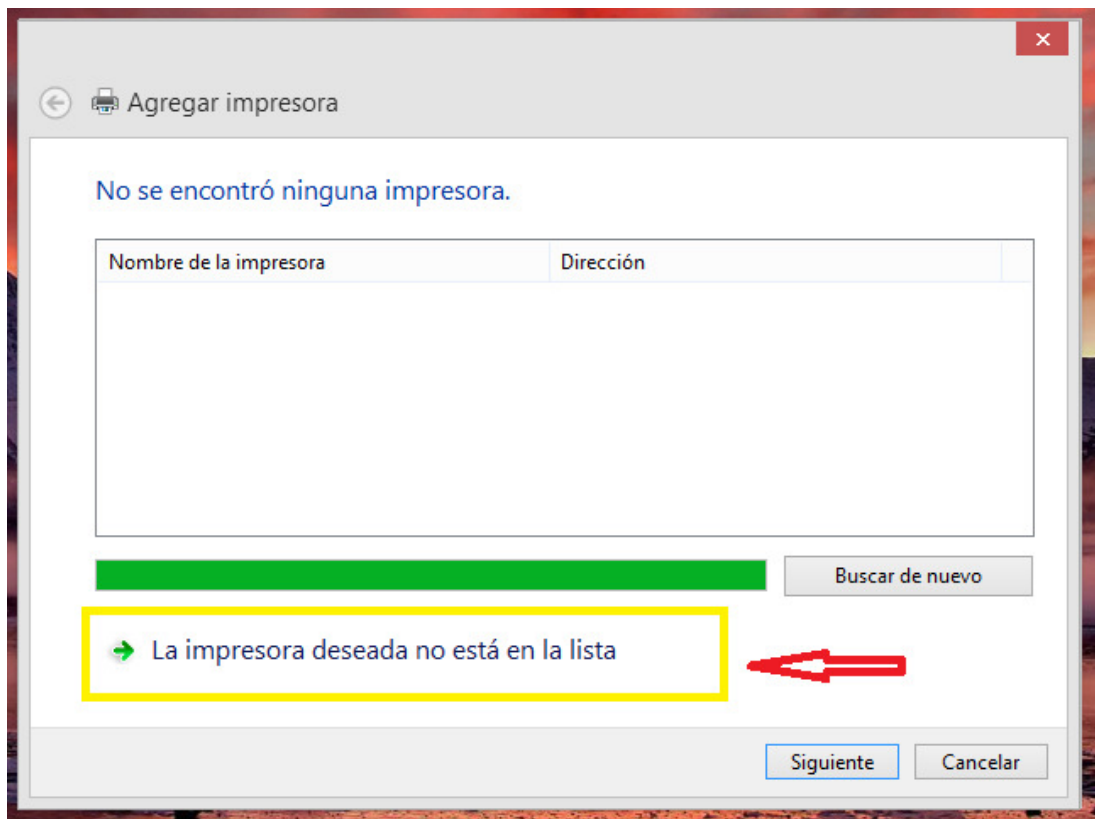 Agregar impresora
No se encontró ninguna impresora.
Nombre de la impresora Dirección
Buscar de nuevo
La impresora deseada no está en la lista
Siguiente Cancelar